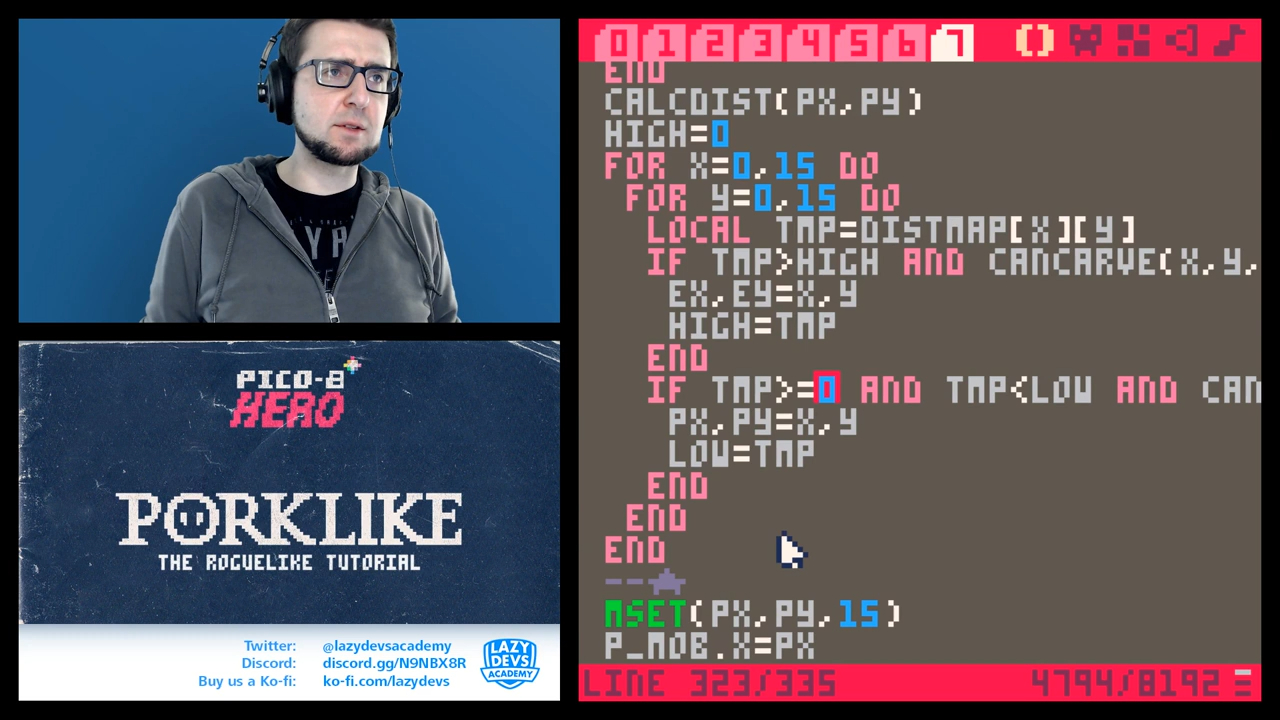 0 1 2 3 4 5 6 7 ()
END
CALCDIST(PX,PY)
HIGH=0
FOR X=0,15 DO
FOR Y=0,15 DO
LOCAL TMP=DISTMAP[X][Y]
IF TMP>HIGH AND CANCARVE(X,Y,
EX,EY=X,Y
HIGH=TMP
END
IF TMP>=0 AND TMP<LOW AND CAN
PX,PY=X,Y
LOW=TMP
END
END
END
--
MSET(PX,PY,15)
P_MOB.X=PX
LINE 323/335 4794/8192
PICO-8
HERO
PORKLIKE
THE ROGUELIKE TUTORIAL
Twitter: @lazydevsacademy
Discord: discord.gg/N9NBX8R
Buy us a Ko-fi: ko-fi.com/lazydevs
LAZY
DEVS
ACADEMY